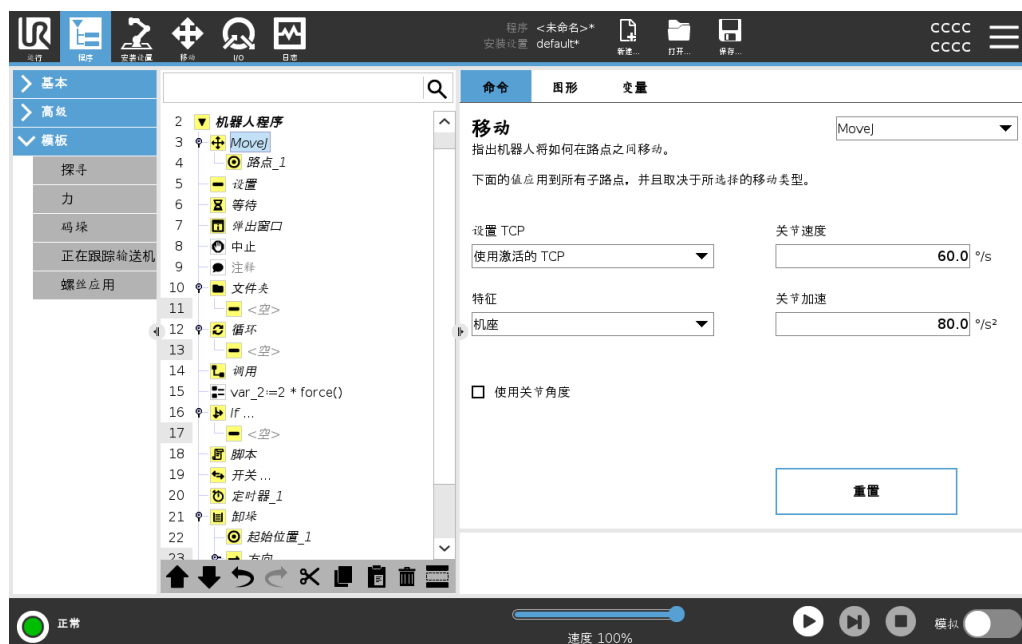 程序 <未命名>*
安装设置 default*
新建... 打开... 保存...
CCCC
CCCC
运行 程序 安装设置 移动 I/O 日志
基本
高级
模板
探寻
力
码垛
正在跟踪输送机
螺丝应用
2 机器人程序
3 MoveJ
4 路点_1
5 设置
6 等待
7 弹出窗口
8 中止
9 注释
10 文件夹
11 <空>
12 循环
13 <空>
14 调用
15 var_2:=2 * force()
16 If ...
17 <空>
18 脚本
19 开关 ...
20 定时器_1
21 卸垛
22 起始位置_1
23 方向
命令 图形 变量
移动
MoveJ
指出机器人将如何在路点之间移动。
下面的值应用到所有子路点，并且取决于所选择的移动类型。
设置 TCP 关节速度
使用激活的 TCP 60.0 °/s
特征 关节加速
机座 80.0 °/s²
使用关节角度
重置
正常
速度 100%
模拟